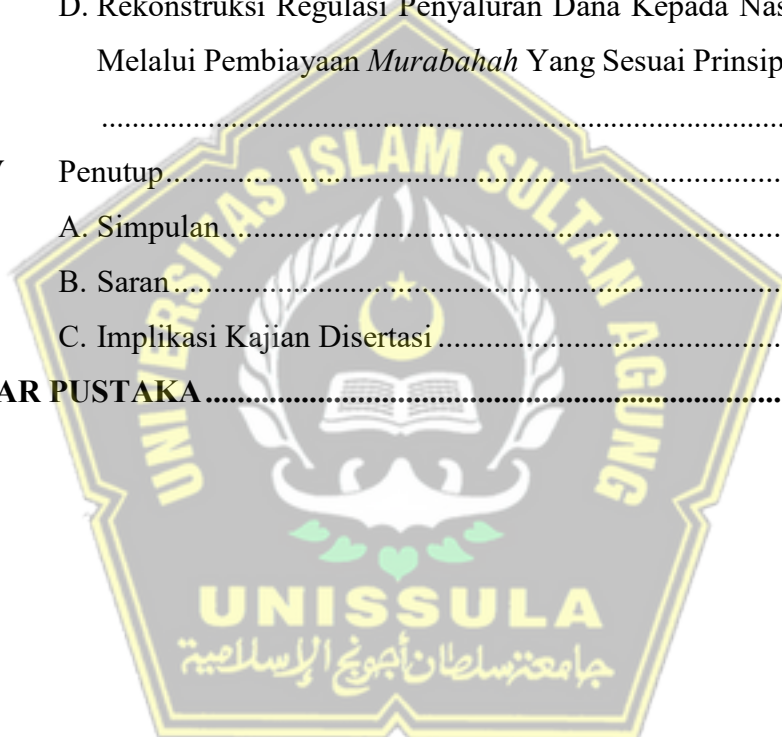 D. Rekonstruksi Regulasi Penyaluran Dana Kepada Nas
Melalui Pembiayaan Murabahah Yang Sesuai Prinsip
..........................................................................................
Penutup..................................................................................
A. Simpulan...........................................................................
B. Saran.................................................................................
C. Implikasi Kajian Disertasi ...............................................
AR PUSTAKA.......................................................................
UNIVERSITAS ISLAM SULTAN AGUNG
UNISSULA
جامعة سلطان أجونج الإسلامية